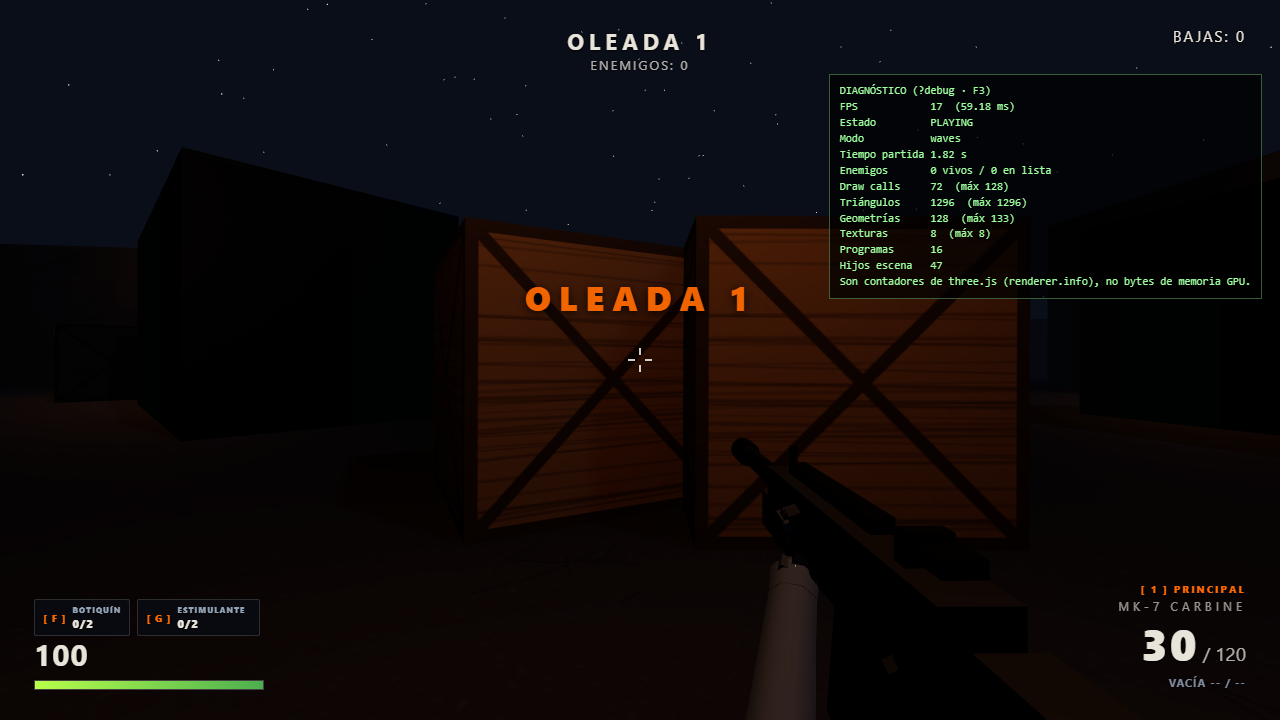 OLEADA 1
ENEMIGOS: 0
BAJAS: 0
DIAGNÓSTICO (?debug · F3)
FPS 17 (59.18 ms)
Estado PLAYING
Modo waves
Tiempo partida 1.82 s
Enemigos 0 vivos / 0 en lista
Draw calls 72 (máx 128)
Triángulos 1296 (máx 1296)
Geometrías 128 (máx 133)
Texturas 8 (máx 8)
Programas 16
Hijos escena 47
Son contadores de three.js (renderer.info), no bytes de memoria GPU.
OLEADA 1
[ F ] BOTIQUÍN 0/2
[ G ] ESTIMULANTE 0/2
100
[ 1 ] PRINCIPAL
MK-7 CARBINE
30 / 120
VACÍA -- / --